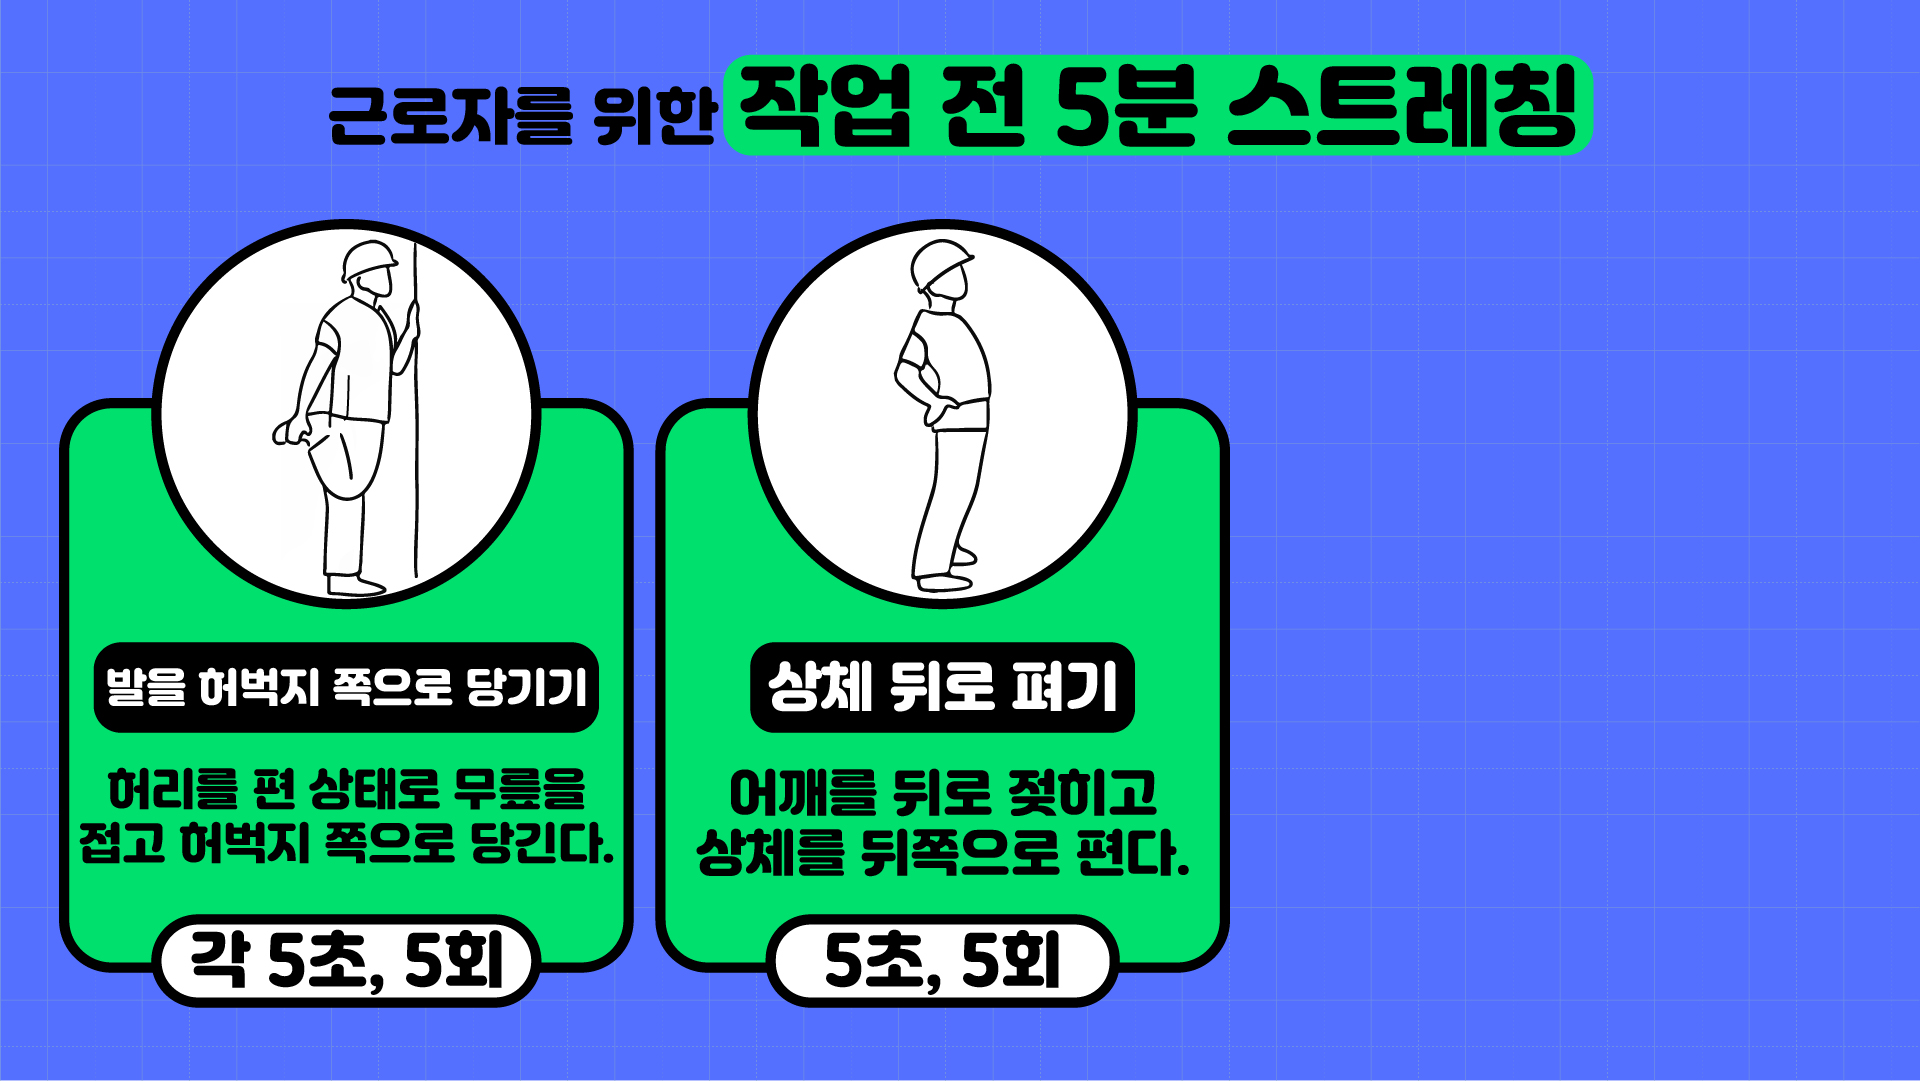 근로자를 위한 작업 전 5분 스트레칭
발을 허벅지 쪽으로 당기기
허리를 편 상태로 무릎을
접고 허벅지 쪽으로 당긴다.
각 5초, 5회
상체 뒤로 펴기
어깨를 뒤로 젖히고
상체를 뒤쪽으로 편다.
5초, 5회